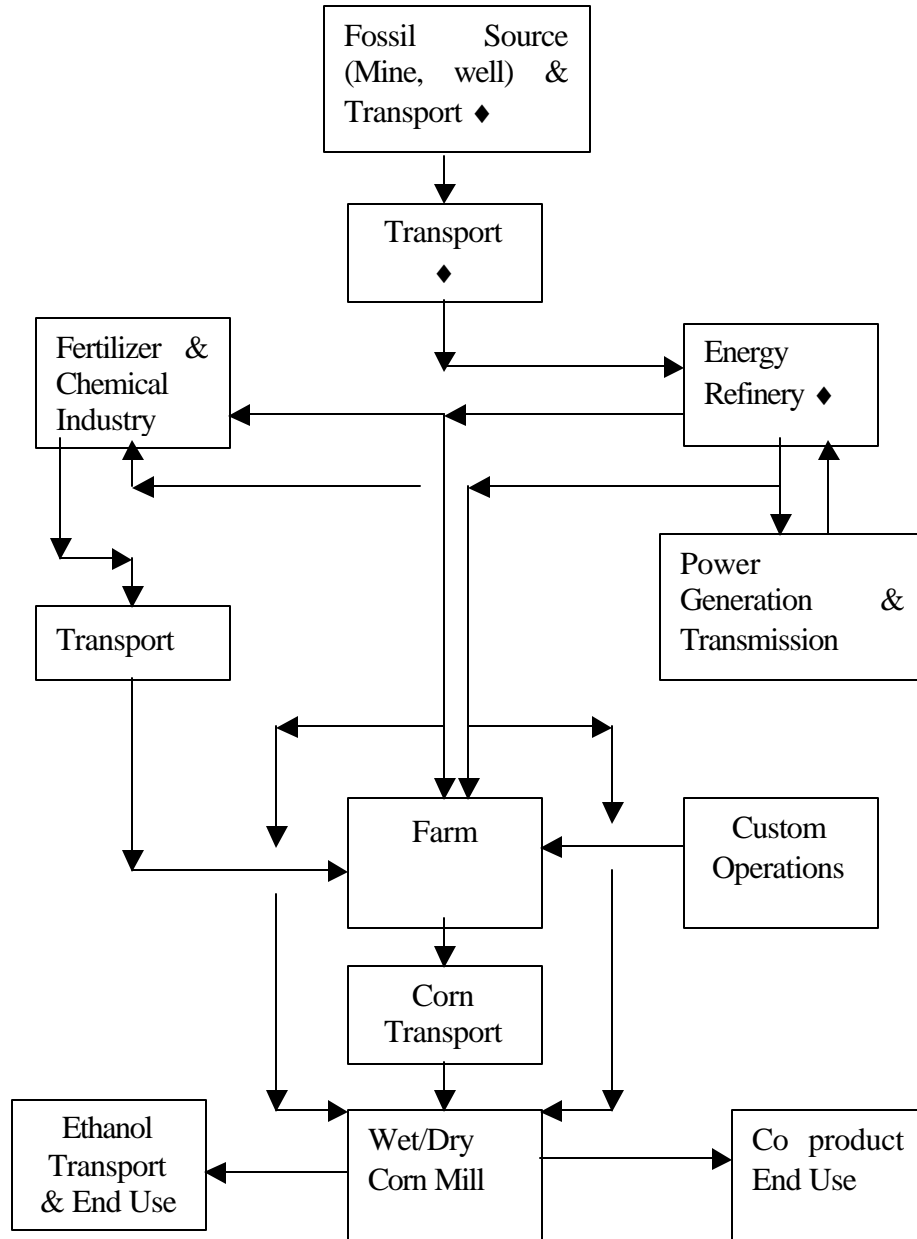 Fossil Source
(Mine, well) &
Transport ♦
Transport
♦
Fertilizer &
Chemical
Industry
Energy
Refinery ♦
Power
Generation &
Transmission
Transport
Farm
Custom
Operations
Corn
Transport
Ethanol
Transport
& End Use
Wet/Dry
Corn Mill
Co product
End Use